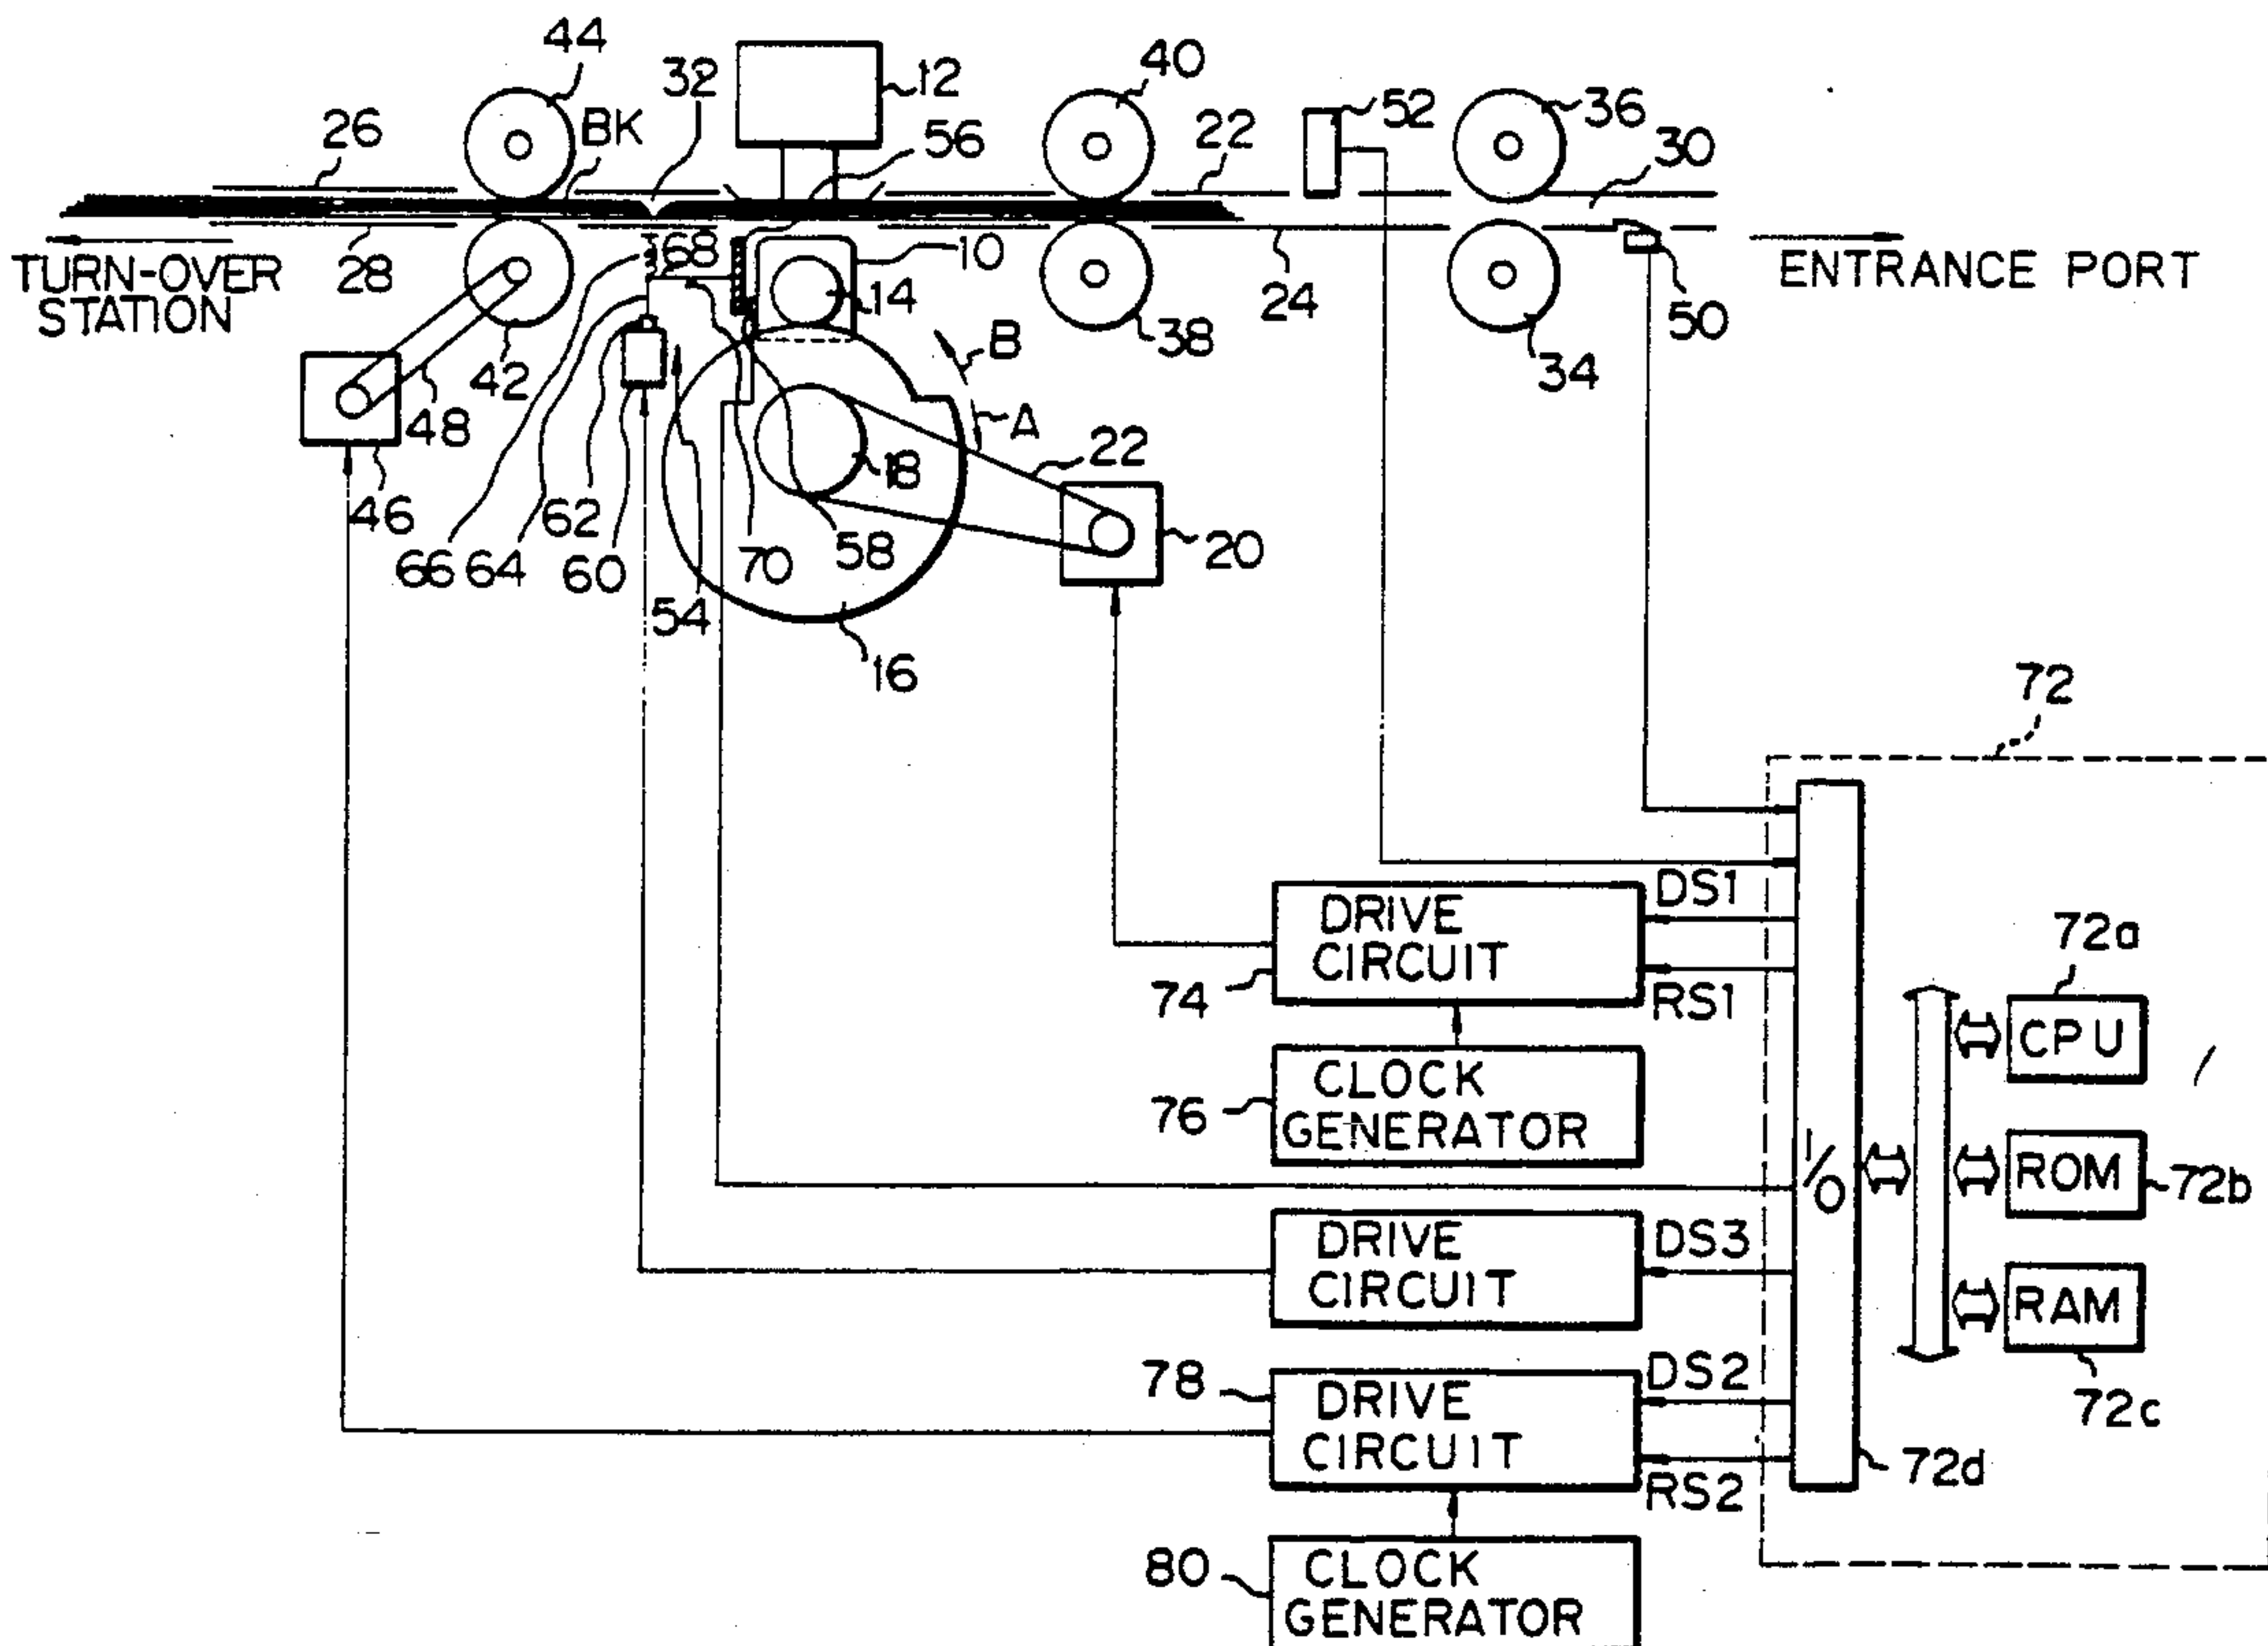 44
32
12
40
52
36
26
BK
56
22
30
TURN-OVER
STATION
28
68
10
14
24
ENTRANCE PORT
50
42
48
B
38
34
A
18
22
46
66
64
62
60
54
70
58
20
16
72
DS1
DRIVE
CIRCUIT
74
RS1
72a
CPU
CLOCK
GENERATOR
76
I/O
ROM
72b
DRIVE
CIRCUIT
DS3
RAM
72c
78
DRIVE
CIRCUIT
DS2
RS2
72d
80
CLOCK
GENERATOR